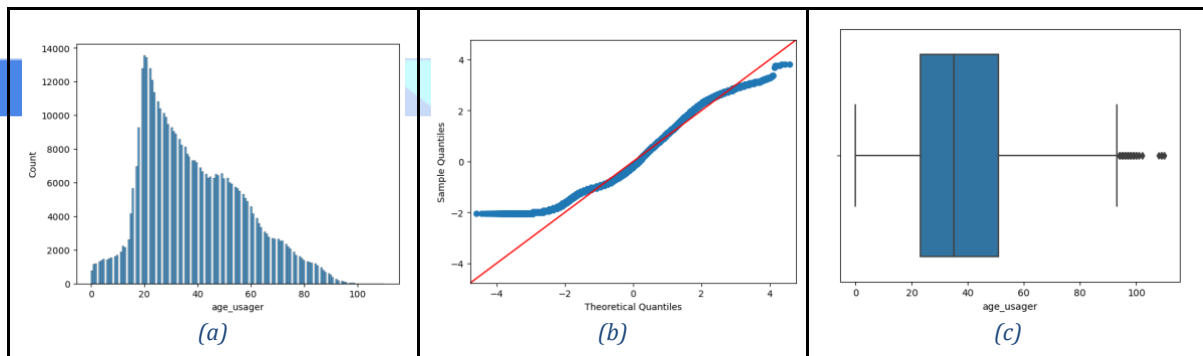 14000
12000
10000
8000
6000
4000
2000
0
Count
0 20 40 60 80 100
age_usager
(a)
4
2
0
−2
−4
Sample Quantiles
−4 −2 0 2 4
Theoretical Quantiles
(b)
0 20 40 60 80 100
age_usager
(c)